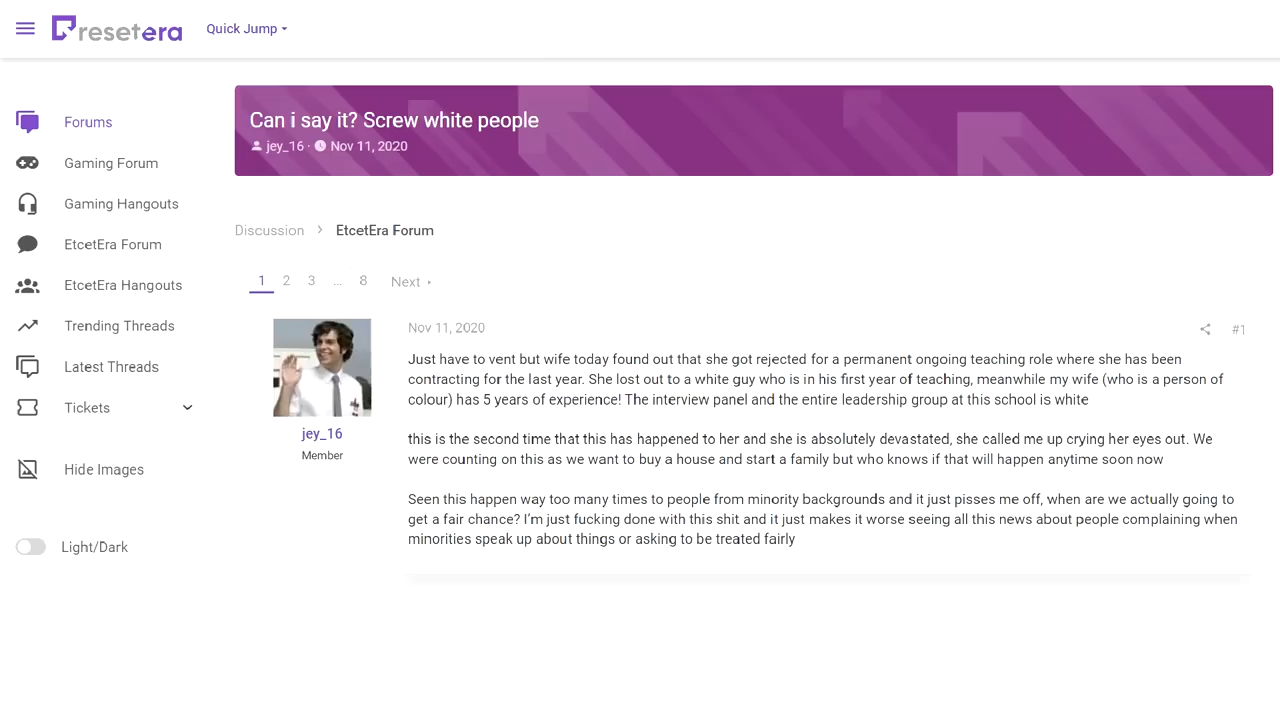 resetera
Quick Jump
Forums
Gaming Forum
Gaming Hangouts
EtcetEra Forum
EtcetEra Hangouts
Trending Threads
Latest Threads
Tickets
Hide Images
Light/Dark
Can i say it? Screw white people
jey_16 · Nov 11, 2020
Discussion > EtcetEra Forum
1 2 3 ... 8 Next
jey_16
Member
Nov 11, 2020 #1
Just have to vent but wife today found out that she got rejected for a permanent ongoing teaching role where she has been
contracting for the last year. She lost out to a white guy who is in his first year of teaching, meanwhile my wife (who is a person of
colour) has 5 years of experience! The interview panel and the entire leadership group at this school is white
this is the second time that this has happened to her and she is absolutely devastated, she called me up crying her eyes out. We
were counting on this as we want to buy a house and start a family but who knows if that will happen anytime soon now
Seen this happen way too many times to people from minority backgrounds and it just pisses me off, when are we actually going to
get a fair chance? I'm just fucking done with this shit and it just makes it worse seeing all this news about people complaining when
minorities speak up about things or asking to be treated fairly